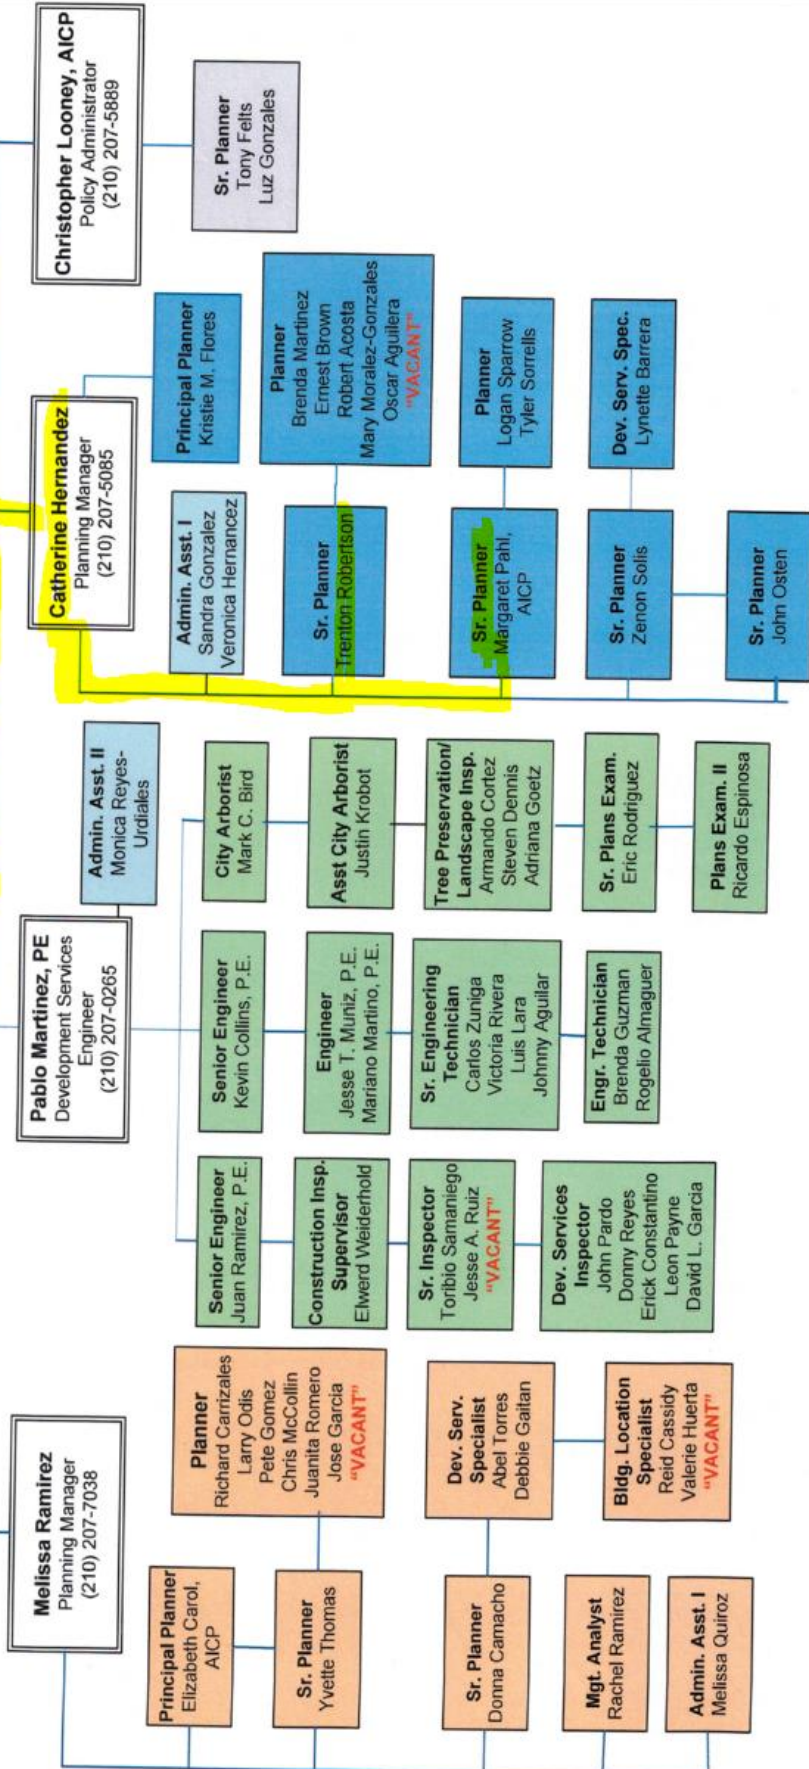 Melissa Ramirez
Planning Manager
(210) 207-7038
Principal Planner
Elizabeth Carol,
AICP
Sr. Planner
Yvette Thomas
Planner
Richard Carrizales
Larry Odis
Pete Gomez
Chris McCollin
Juanita Romero
Jose Garcia
"VACANT"
Sr. Planner
Donna Camacho
Dev. Serv.
Specialist
Abel Torres
Debbie Gaitan
Bldg. Location
Specialist
Reid Cassidy
Valerie Huerta
"VACANT"
Mgt. Analyst
Rachel Ramirez
Admin. Asst. I
Melissa Quiroz
Pablo Martinez, PE
Development Services
Engineer
(210) 207-0265
Admin. Asst. II
Monica Reyes-
Urdiales
Senior Engineer
Juan Ramirez, P.E.
Construction Insp.
Supervisor
Elwerd Weiderhold
Sr. Inspector
Toribio Samaniego
Jesse A. Ruiz
"VACANT"
Dev. Services
Inspector
John Pardo
Donny Reyes
Erick Constantino
Leon Payne
David L. Garcia
Senior Engineer
Kevin Collins, P.E.
Engineer
Jesse T. Muniz, P.E.
Mariano Martino, P.E.
Sr. Engineering
Technician
Carlos Zuniga
Victoria Rivera
Luis Lara
Johnny Aguilar
Engr. Technician
Brenda Guzman
Rogelio Almaguer
City Arborist
Mark C. Bird
Asst City Arborist
Justin Krobot
Tree Preservation/
Landscape Insp.
Armando Cortez
Steven Dennis
Adriana Goetz
Sr. Plans Exam.
Eric Rodriguez
Plans Exam. II
Ricardo Espinosa
Catherine Hernandez
Planning Manager
(210) 207-5085
Admin. Asst. I
Sandra Gonzalez
Veronica Hernancez
Principal Planner
Kristie M. Flores
Sr. Planner
Trenton Robertson
Planner
Brenda Martinez
Ernest Brown
Robert Acosta
Mary Moralez-Gonzales
Oscar Aguilera
"VACANT"
Sr. Planner
Margaret Pahl,
AICP
Planner
Logan Sparrow
Tyler Sorrells
Sr. Planner
Zenon Solis
Dev. Serv. Spec.
Lynette Barrera
Sr. Planner
John Osten
Christopher Looney, AICP
Policy Administrator
(210) 207-5889
Sr. Planner
Tony Felts
Luz Gonzales